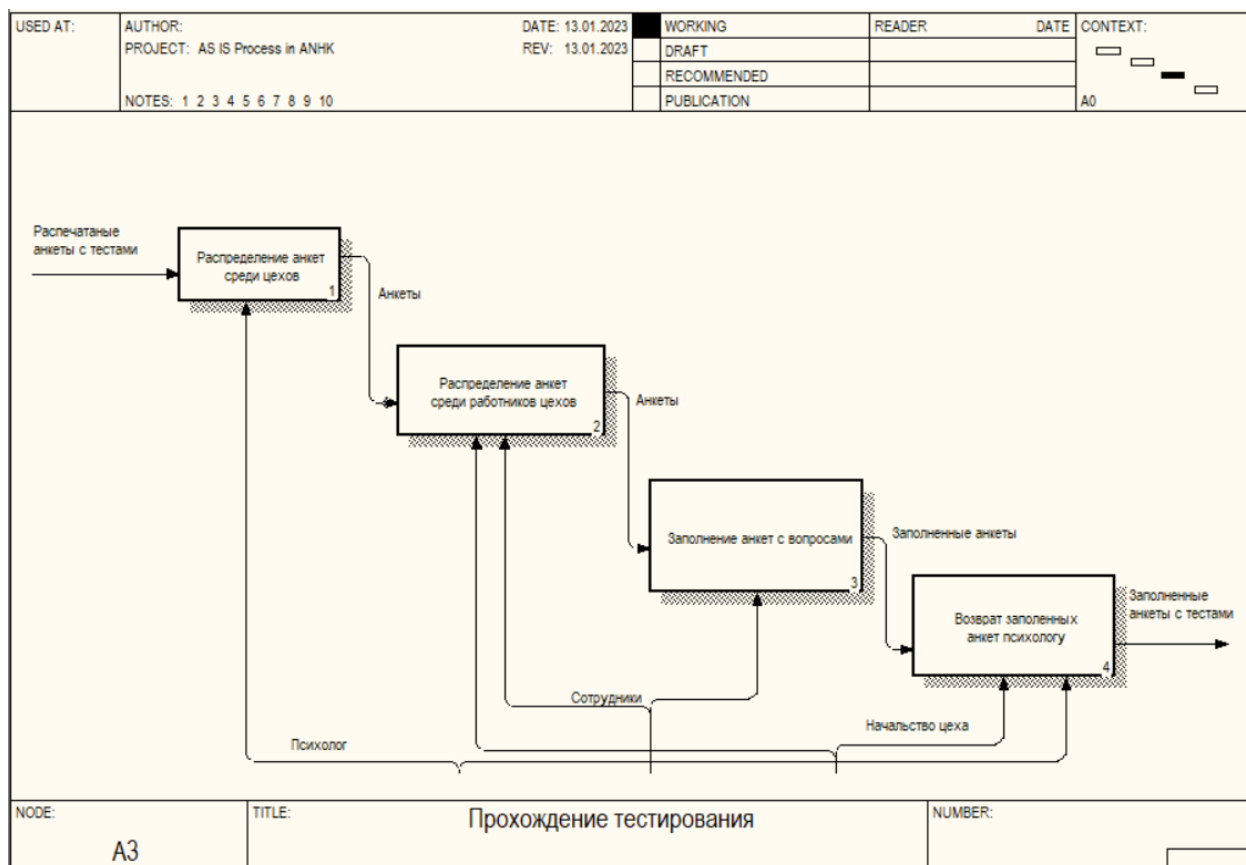 USED AT:
AUTHOR:
DATE: 13.01.2023
PROJECT: AS IS Process in ANHK
REV: 13.01.2023
NOTES: 1 2 3 4 5 6 7 8 9 10
WORKING
DRAFT
RECOMMENDED
PUBLICATION
READER
DATE
CONTEXT:
A0
Распечатаные
анкеты с тестами
Распределение анкет
среди цехов
1
Анкеты
Распределение анкет
среди работников цехов
2
Анкеты
Заполнение анкет с вопросами
3
Заполненные анкеты
Возврат заполенных
анкет психологу
4
Заполненные
анкеты с тестами
Сотрудники
Начальство цеха
Психолог
NODE:
A3
TITLE:
Прохождение тестирования
NUMBER: